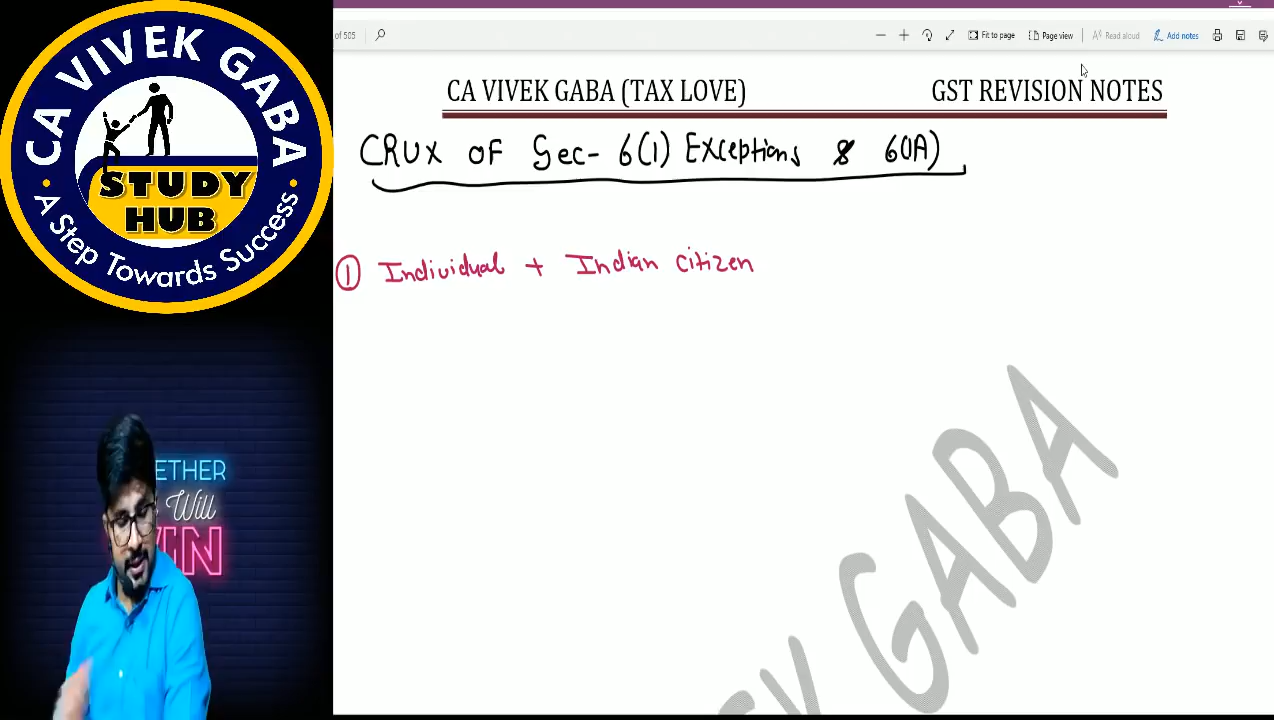 CA VIVEK GABA
STUDY
HUB
A Step Towards Success
of 505
Fit to page
Page view
Read aloud
Add notes
CA VIVEK GABA (TAX LOVE)
GST REVISION NOTES
CRUX OF Sec- 6(1) Exceptions & 6(1A)
① Individual + Indian citizen
ETHER
Will
IN
GABA